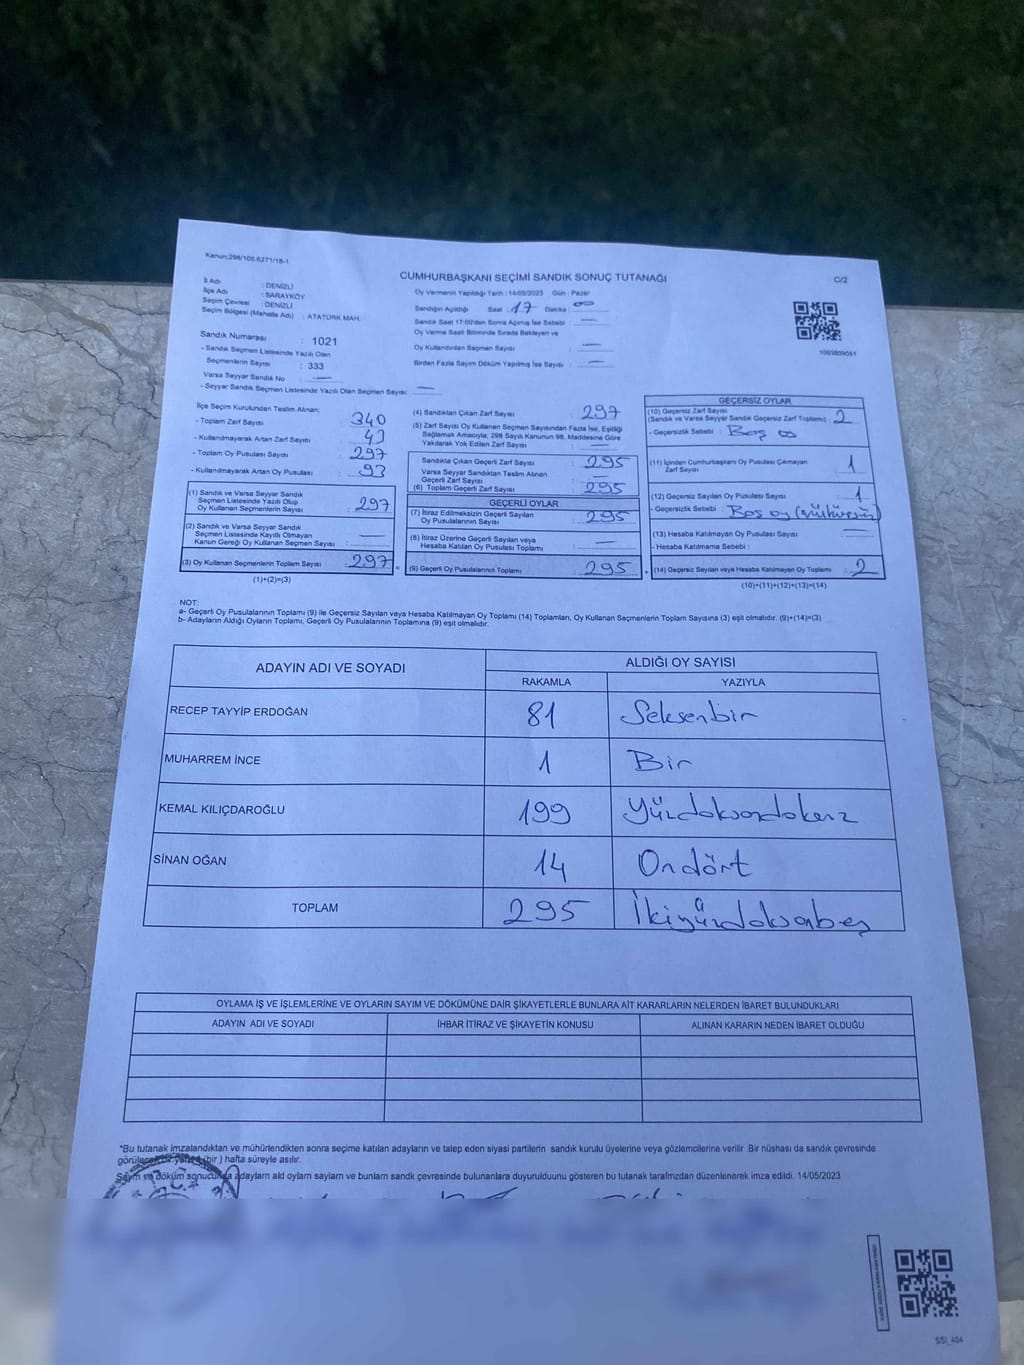 Kanun;298/105,6271/18-1
CUMHURBAŞKANI SEÇİMİ SANDIK SONUÇ TUTANAĞI
C/2
İl Adı : DENİZLİ
İlçe Adı : SARAYKÖY
Seçim Çevresi : DENİZLİ
Seçim Bölgesi (Mahalle Adı) : ATATÜRK MAH.
Oy Vermenin Yapıldığı Tarih : 14/05/2023 Gün : Pazar
Sandığın Açıldığı Saat : 17 Dakika : 00
Sandık Saat 17:00'den Sonra Açılmış İse Sebebi : —
Oy Verme Saati Bitiminde Sırada Bekleyen ve
Oy Kullandırılan Seçmen Sayısı : —
Birden Fazla Sayım Döküm Yapılmış İse Sayısı : —
Sandık Numarası : 1021
- Sandık Seçmen Listesinde Yazılı Olan
Seçmenlerin Sayısı : 333
Varsa Seyyar Sandık No : —
- Seyyar Sandık Seçmen Listesinde Yazılı Olan Seçmen Sayısı : —
İlçe Seçim Kurulundan Teslim Alınan;
- Toplam Zarf Sayısı : 340
- Kullanılmayarak Artan Zarf Sayısı : 43
- Toplam Oy Pusulası Sayısı : 297
- Kullanılmayarak Artan Oy Pusulası : 93
(1) Sandık ve Varsa Seyyar Sandık
Seçmen Listesinde Yazılı Olup
Oy Kullanan Seçmenlerin Sayısı : 297
(2) Sandık ve Varsa Seyyar Sandık
Seçmen Listesinde Kayıtlı Olmayan
Kanun Gereği Oy Kullanan Seçmen Sayısı : —
(3) Oy Kullanan Seçmenlerin Toplam Sayısı : 297
(1)+(2)=(3)
(4) Sandıktan Çıkan Zarf Sayısı : 297
(5) Zarf Sayısı Oy Kullanan Seçmen Sayısından Fazla İse, Eşitliği
Sağlamak Amacıyla; 298 Sayılı Kanunun 98. Maddesine Göre
Yakılarak Yok Edilen Zarf Sayısı : —
Sandıkta Çıkan Geçerli Zarf Sayısı : 295
Varsa Seyyar Sandıktan Teslim Alınan
Geçerli Zarf Sayısı : —
(6) Toplam Geçerli Zarf Sayısı : 295
GEÇERLİ OYLAR
(7) İtiraz Edilmeksizin Geçerli Sayılan
Oy Pusulalarının Sayısı : 295
(8) İtiraz Üzerine Geçerli Sayılan veya
Hesaba Katılan Oy Pusulası Toplamı : —
(9) Geçerli Oy Pusulalarının Toplamı : 295
1093809051
GEÇERSİZ OYLAR
(10) Geçersiz Zarf Sayısı
(Sandık ve Varsa Seyyar Sandık Geçersiz Zarf Toplamı) : 2
- Geçersizlik Sebebi : Boş
(11) İçinden Cumhurbaşkanı Oy Pusulası Çıkmayan
Zarf Sayısı : 1
(12) Geçersiz Sayılan Oy Pusulası Sayısı : 1
- Geçersizlik Sebebi : Boş oy (Mühürsüz)
(13) Hesaba Katılmayan Oy Pusulası Sayısı : —
- Hesaba Katılmama Sebebi :
(14) Geçersiz Sayılan veya Hesaba Katılmayan Oy Toplamı : 2
(10)+(11)+(12)+(13)=(14)
NOT:
a- Geçerli Oy Pusulalarının Toplamı (9) ile Geçersiz Sayılan veya Hesaba Katılmayan Oy Toplamı (14) Toplamları, Oy Kullanan Seçmenlerin Toplam Sayısına (3) eşit olmalıdır. (9)+(14)=(3)
b- Adayların Aldığı Oyların Toplamı, Geçerli Oy Pusulalarının Toplamına (9) eşit olmalıdır.
ADAYIN ADI VE SOYADI ALDIĞI OY SAYISI
RAKAMLA YAZIYLA
RECEP TAYYİP ERDOĞAN 81 Seksenbir
MUHARREM İNCE 1 Bir
KEMAL KILIÇDAROĞLU 199 Yüzdoksandokuz
SİNAN OĞAN 14 Ondört
TOPLAM 295 İkiyüzdoksanbeş
OYLAMA İŞ VE İŞLEMLERİNE VE OYLARIN SAYIM VE DÖKÜMÜNE DAİR ŞİKAYETLERLE BUNLARA AİT KARARLARIN NELERDEN İBARET BULUNDUKLARI
ADAYIN ADI VE SOYADI İHBAR İTİRAZ VE ŞİKAYETİN KONUSU ALINAN KARARIN NEDEN İBARET OLDUĞU
"Bu tutanak imzalandıktan ve mühürlendikten sonra seçime katılan adayların ve talep eden siyasi partilerin sandık kurulu üyelerine veya gözlemcilerine verilir .Bir nüshası da sandık çevresinde
görülecek bir yere 1 (bir ) hafta süreyle asılır.
Sayım ve döküm sonucunda adayların ald oylarn saylarn ve bunlarn sandk çevresinde bulunanlara duyurulduunu gösteren bu tutanak tarafmzdan düzenlenerek imza edildi. 14/05/2023